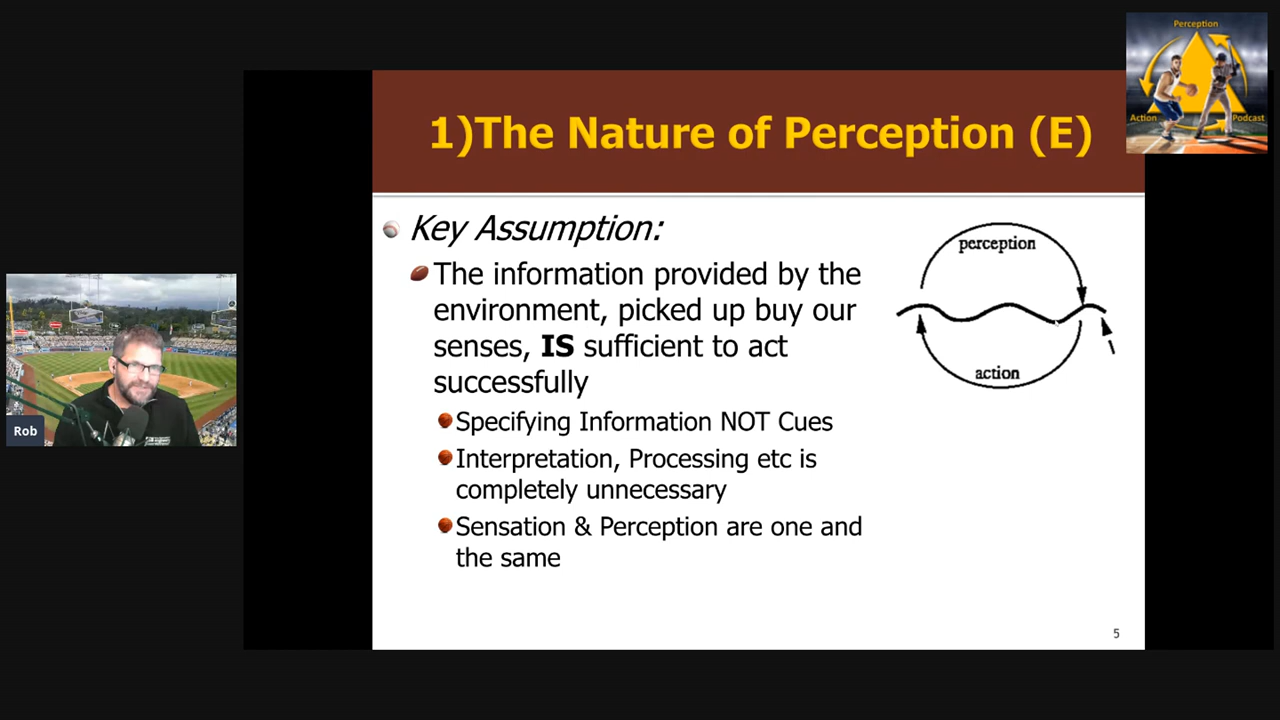 Perception
Action
Podcast
1)The Nature of Perception (E)
Key Assumption:
The information provided by the
environment, picked up buy our
senses, IS sufficient to act
successfully
Specifying Information NOT Cues
Interpretation, Processing etc is
completely unnecessary
Sensation & Perception are one and
the same
perception
action
Rob
5